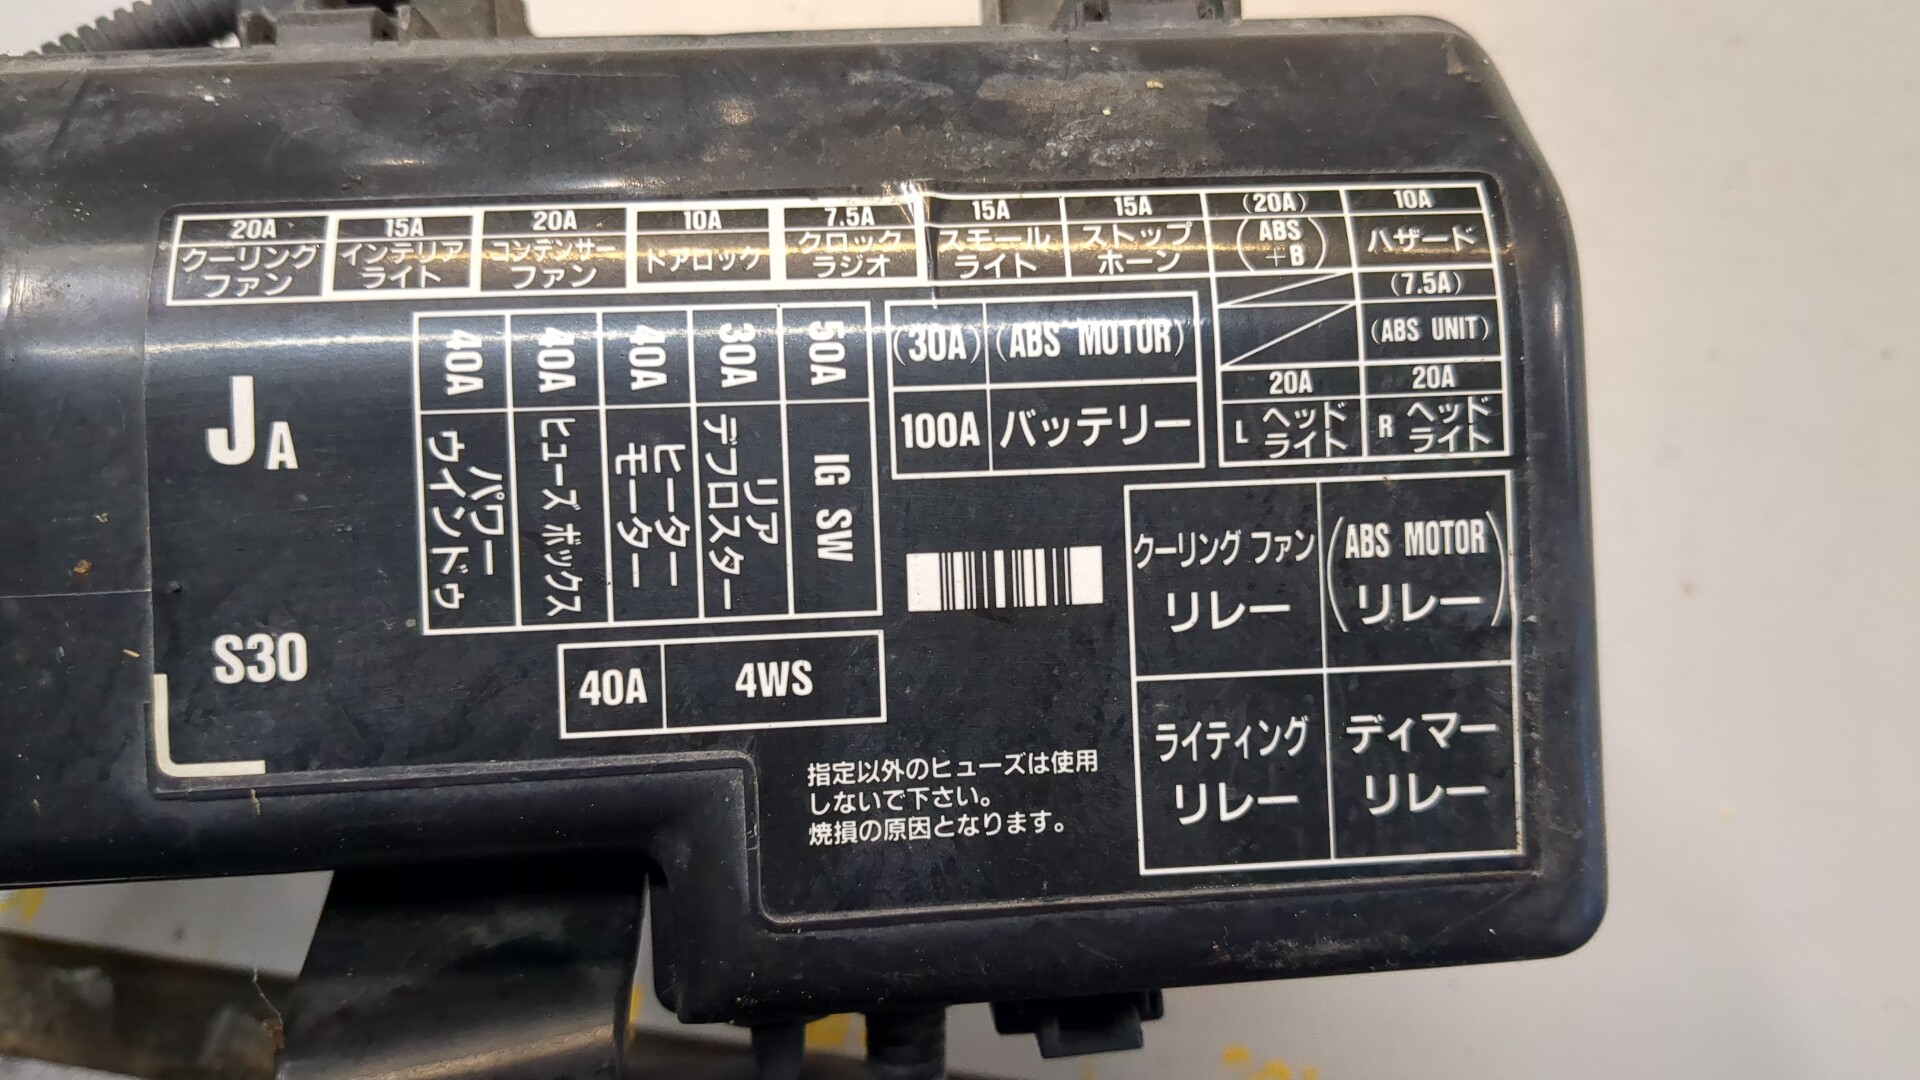 20A
クーリング
ファン
15A
インテリア
ライト
20A
コンデンサー
ファン
10A
ドアロック
7.5A
クロック
ラジオ
15A
スモール
ライト
15A
ストップ
ホーン
(20A)
(ABS
+B)
10A
ハザード
(7.5A)
(ABS UNIT)
20A
L ヘッド
ライト
20A
R ヘッド
ライト
40A
パワー
ウインドゥ
40A
ヒューズ ボックス
40A
ヒーター
モーター
30A
リア
デフロスター
50A
IG SW
(30A) (ABS MOTOR)
100A バッテリー
JA
S30
40A 4WS
クーリング ファン
リレー
(ABS MOTOR
リレー)
ライティング
リレー
ディマー
リレー
指定以外のヒューズは使用
しないで下さい。
焼損の原因となります。